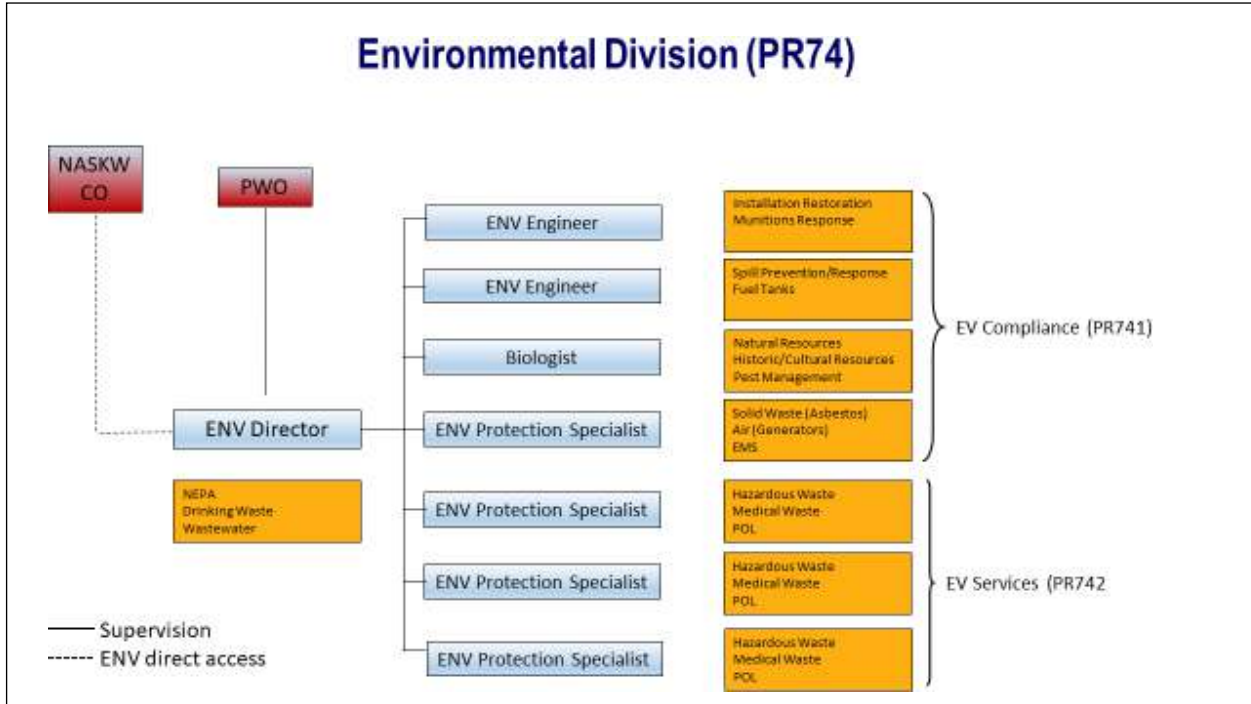 Environmental Division (PR74)
NASKW
CO
PWO
ENV Engineer
Installation Restoration
Munitions Response
ENV Engineer
Spill Prevention/Response
Fuel Tanks
EV Compliance (PR741)
Biologist
Natural Resources
Historic/Cultural Resources
Pest Management
ENV Director
ENV Protection Specialist
Solid Waste (Asbestos)
Air (Generators)
EMS
NEPA
Drinking Waste
Wastewater
ENV Protection Specialist
Hazardous Waste
Medical Waste
POL
ENV Protection Specialist
Hazardous Waste
Medical Waste
POL
EV Services (PR742
Supervision
ENV direct access
ENV Protection Specialist
Hazardous Waste
Medical Waste
POL